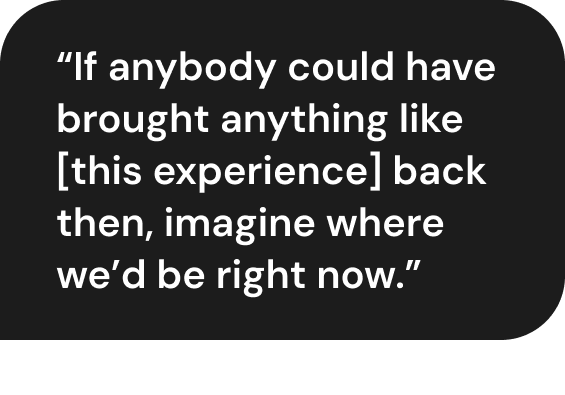 “If anybody could have
brought anything like
[this experience] back
then, imagine where
we’d be right now.”